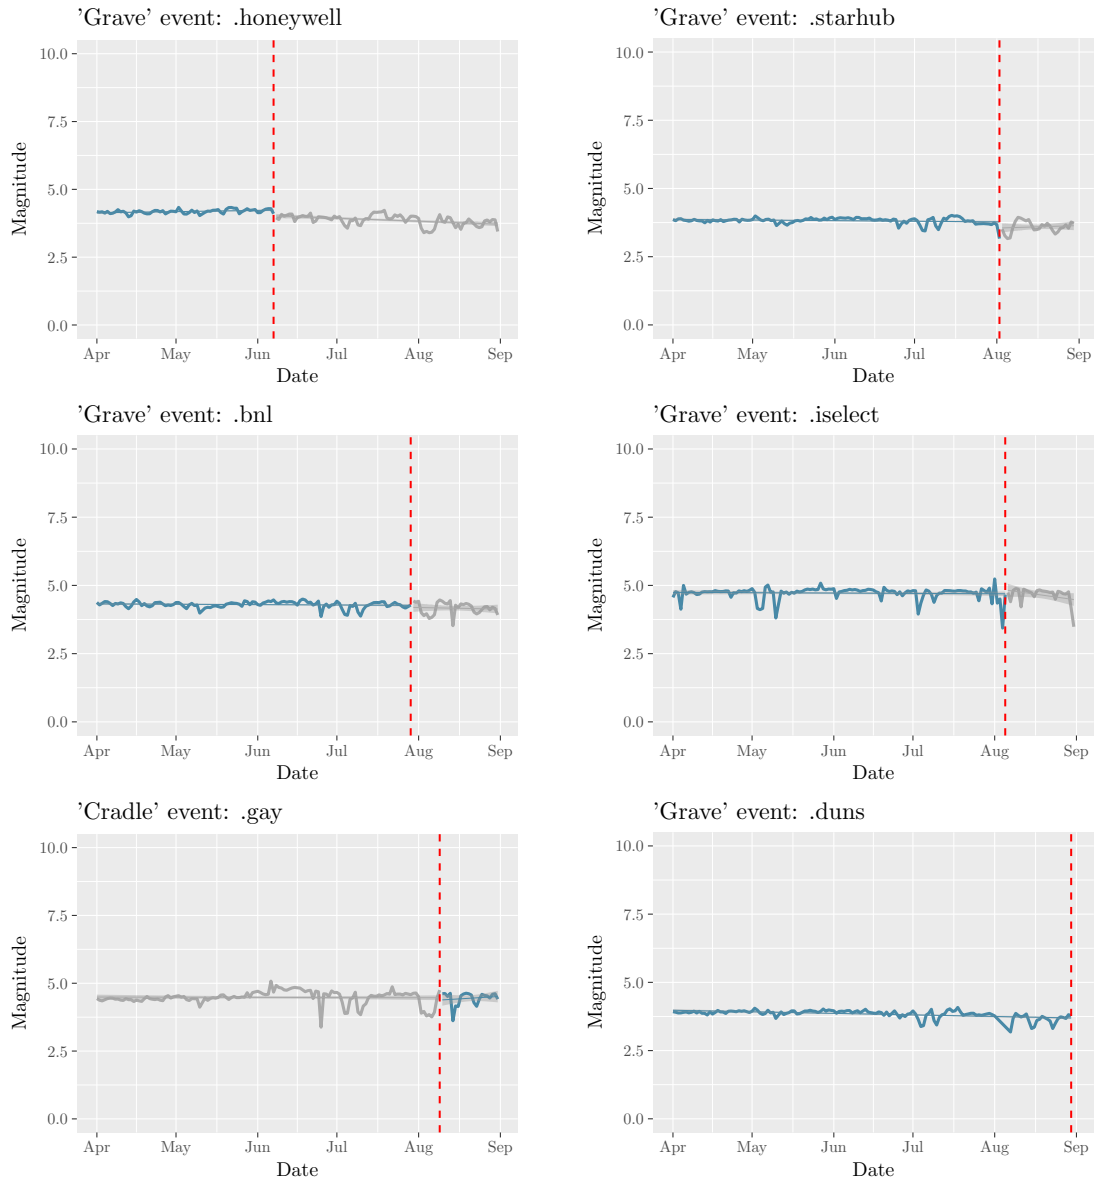 'Grave' event: .honeywell
Magnitude
10.0
7.5
5.0
2.5
0.0
Apr May Jun Jul Aug Sep
Date
'Grave' event: .starhub
Magnitude
10.0
7.5
5.0
2.5
0.0
Apr May Jun Jul Aug Sep
Date
'Grave' event: .bnl
Magnitude
10.0
7.5
5.0
2.5
0.0
Apr May Jun Jul Aug Sep
Date
'Grave' event: .iselect
Magnitude
10.0
7.5
5.0
2.5
0.0
Apr May Jun Jul Aug Sep
Date
'Cradle' event: .gay
Magnitude
10.0
7.5
5.0
2.5
0.0
Apr May Jun Jul Aug Sep
Date
'Grave' event: .duns
Magnitude
10.0
7.5
5.0
2.5
0.0
Apr May Jun Jul Aug Sep
Date